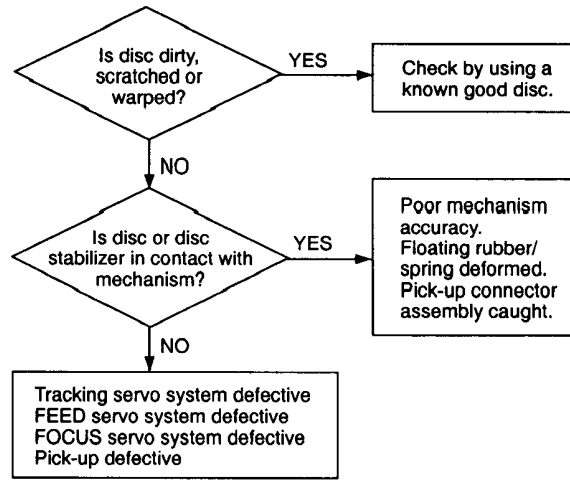 Is disc dirty,
scratched or
warped?
YES
Check by using a
known good disc.
NO
Is disc or disc
stabilizer in contact with
mechanism?
YES
Poor mechanism
accuracy.
Floating rubber/
spring deformed.
Pick-up connector
assembly caught.
NO
Tracking servo system defective
FEED servo system defective
FOCUS servo system defective
Pick-up defective